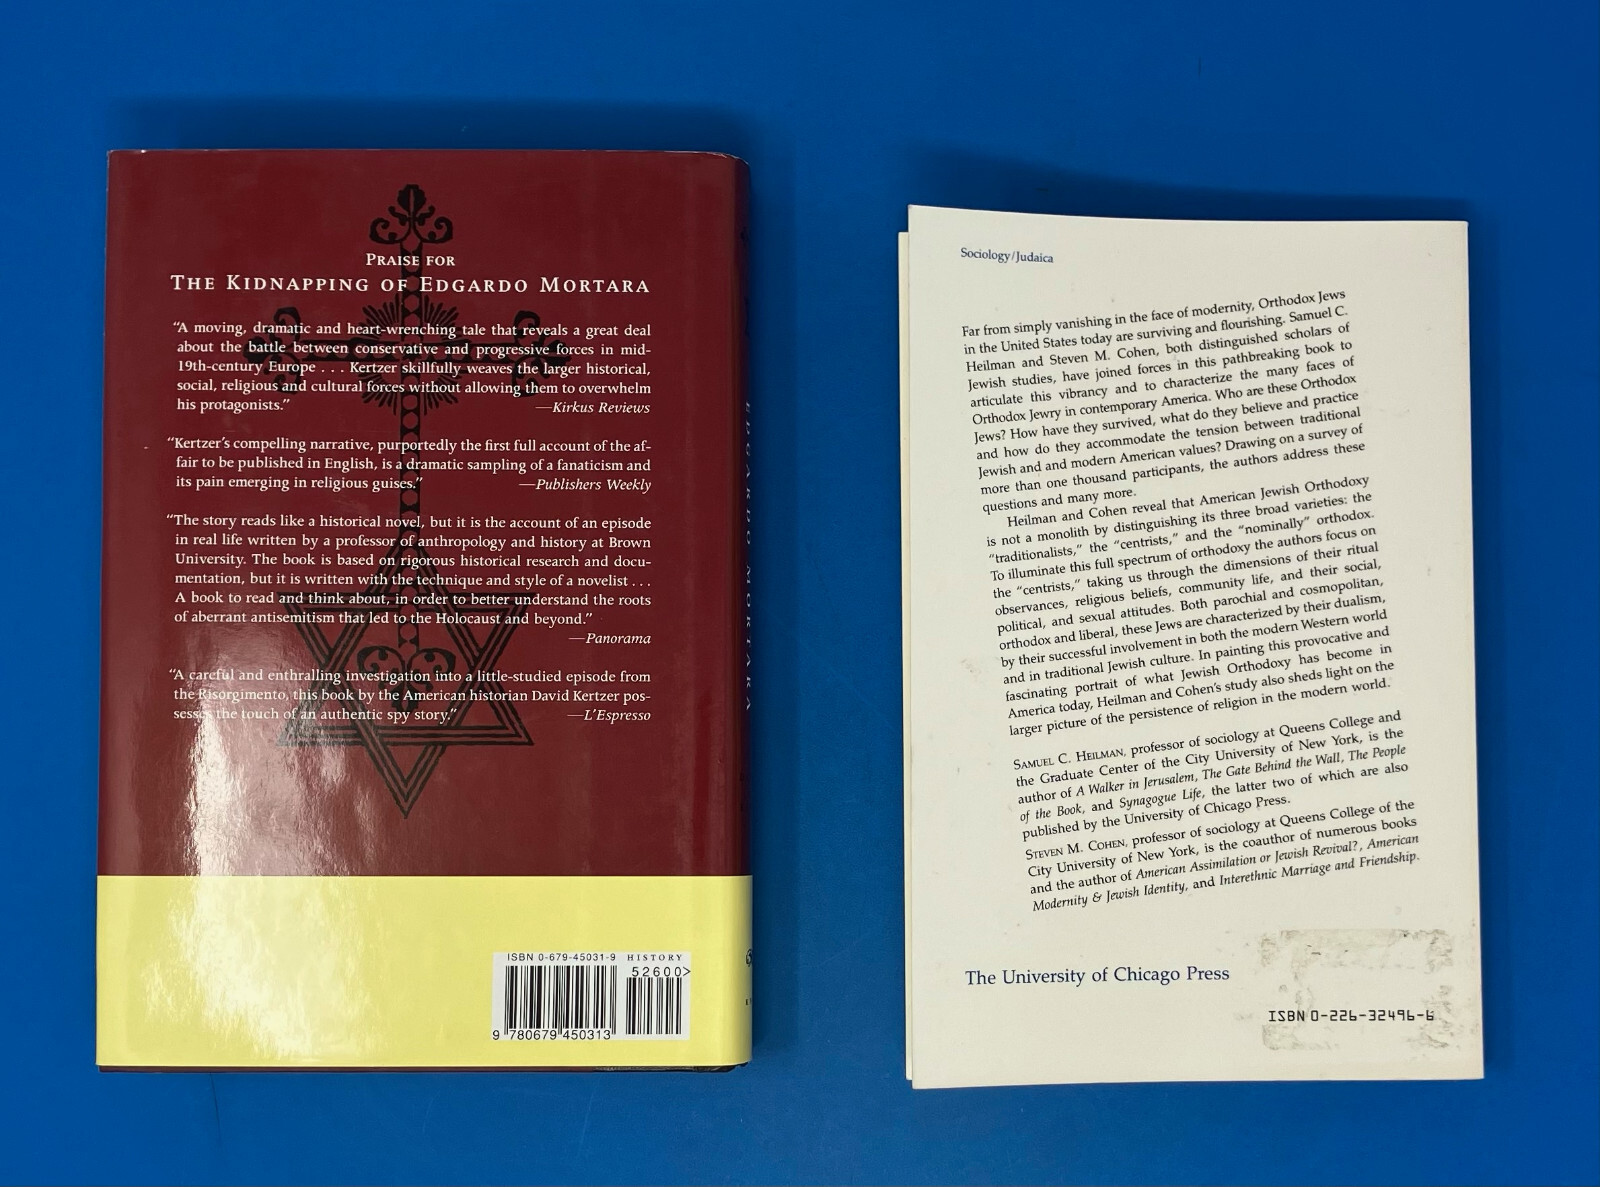 PRAISE FOR
THE KIDNAPPING OF EDGARDO MORTARA
“A moving, dramatic and heart-wrenching tale that reveals a great deal
about the battle between conservative and progressive forces in mid-
19th-century Europe . . . Kertzer skillfully weaves the larger historical,
social, religious and cultural forces without allowing them to overwhelm
his protagonists.” —Kirkus Reviews
“Kertzer's compelling narrative, purportedly the first full account of the af-
fair to be published in English, is a dramatic sampling of a fanaticism and
its pain emerging in religious guises.” —Publishers Weekly
“The story reads like a historical novel, but it is the account of an episode
in real life written by a professor of anthropology and history at Brown
University. The book is based on rigorous historical research and docu-
mentation, but it is written with the technique and style of a novelist . . .
A book to read and think about, in order to better understand the roots
of aberrant antisemitism that led to the Holocaust and beyond.”
—Panorama
“A careful and enthralling investigation into a little-studied episode from
the Risorgimento, this book by the American historian David Kertzer pos-
sesses the touch of an authentic spy story.” —L'Espresso
ISBN 0-679-45031-9 HISTORY
52600>
9 780679 450313
EDGARDO MORTARA
Sociology/Judaica
Far from simply vanishing in the face of modernity, Orthodox Jews
in the United States today are surviving and flourishing. Samuel C.
Heilman and Steven M. Cohen, both distinguished scholars of
Jewish studies, have joined forces in this pathbreaking book to
articulate this vibrancy and to characterize the many faces of
Orthodox Jewry in contemporary America. Who are these Orthodox
Jews? How have they survived, what do they believe and practice
and how do they accommodate the tension between traditional
Jewish and and modern American values? Drawing on a survey of
more than one thousand participants, the authors address these
questions and many more.
Heilman and Cohen reveal that American Jewish Orthodoxy
is not a monolith by distinguishing its three broad varieties: the
“traditionalists,” the “centrists,” and the “nominally” orthodox.
To illuminate this full spectrum of orthodoxy the authors focus on
the “centrists,” taking us through the dimensions of their ritual
observances, religious beliefs, community life, and their social,
political, and sexual attitudes. Both parochial and cosmopolitan,
orthodox and liberal, these Jews are characterized by their dualism,
by their successful involvement in both the modern Western world
and in traditional Jewish culture. In painting this provocative and
fascinating portrait of what Jewish Orthodoxy has become in
America today, Heilman and Cohen's study also sheds light on the
larger picture of the persistence of religion in the modern world.
SAMUEL C. HEILMAN, professor of sociology at Queens College and
the Graduate Center of the City University of New York, is the
author of A Walker in Jerusalem, The Gate Behind the Wall, The People
of the Book, and Synagogue Life, the latter two of which are also
published by the University of Chicago Press.
STEVEN M. COHEN, professor of sociology at Queens College of the
City University of New York, is the coauthor of numerous books
and the author of American Assimilation or Jewish Revival?, American
Modernity & Jewish Identity, and Interethnic Marriage and Friendship.
The University of Chicago Press
ISBN 0-226-32496-6